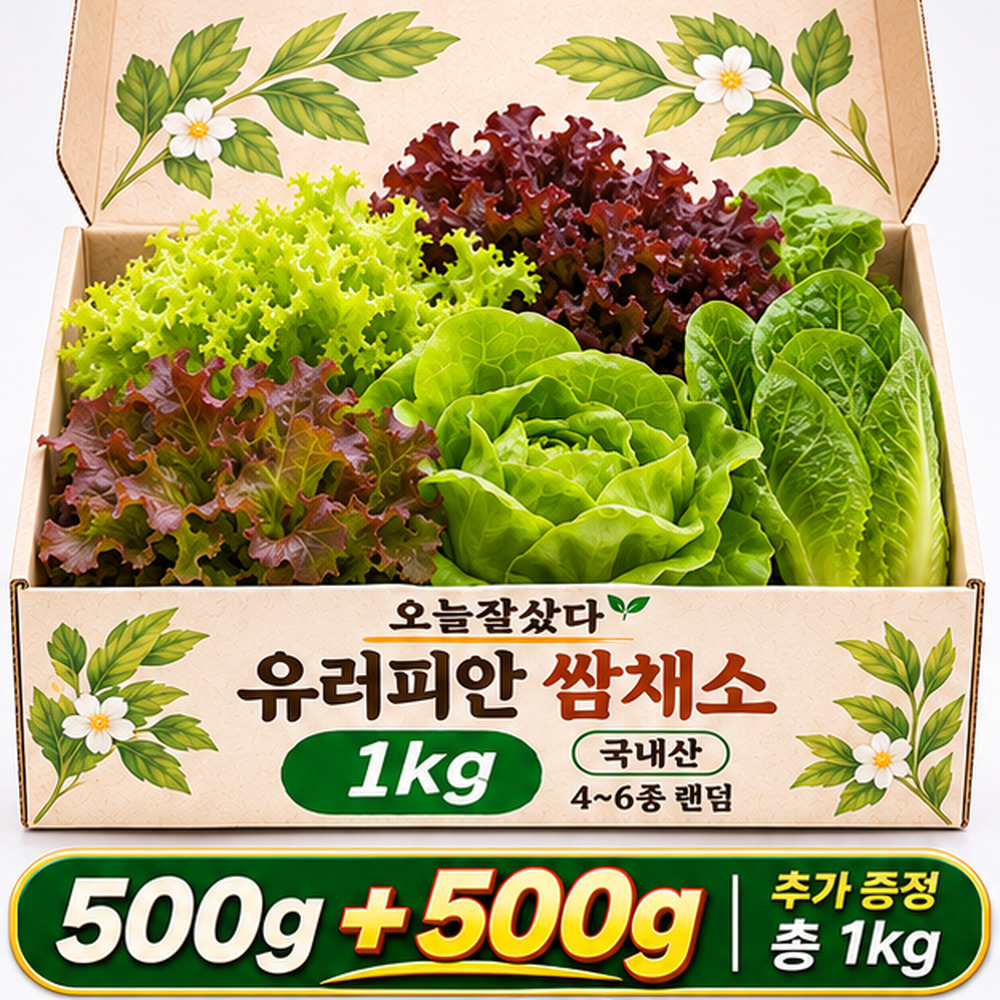 오늘잘샀다
유러피안 쌈채소
1kg
국내산
4~6종 랜덤
500g + 500g
추가 증정
총 1kg